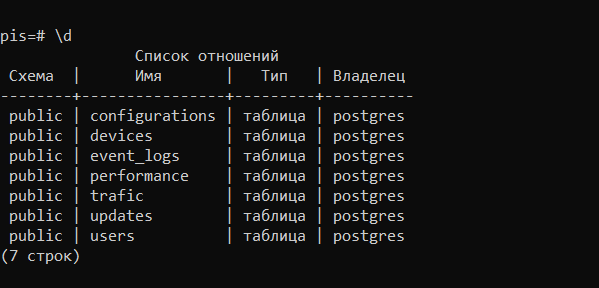 pis=# \d
Список отношений
Схема | Имя | Тип | Владелец
--------+----------------+---------+----------
public | configurations | таблица | postgres
public | devices | таблица | postgres
public | event_logs | таблица | postgres
public | performance | таблица | postgres
public | trafic | таблица | postgres
public | updates | таблица | postgres
public | users | таблица | postgres
(7 строк)